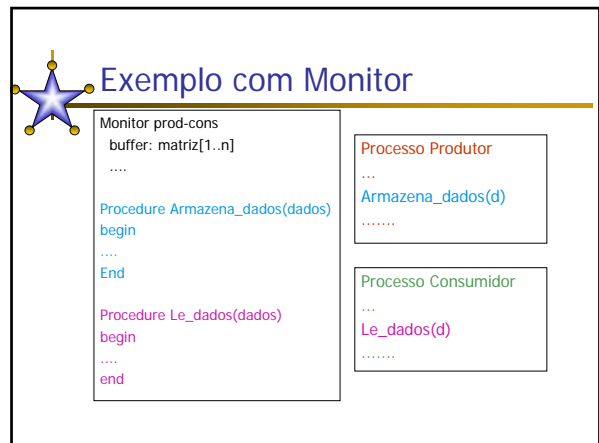 Exemplo com Monitor
Monitor prod-cons
buffer: matriz[1..n]
....
Procedure Armazena_dados(dados)
begin
....
End
Procedure Le_dados(dados)
begin
....
end
Processo Produtor
...
Armazena_dados(d)
.......
Processo Consumidor
...
Le_dados(d)
.......